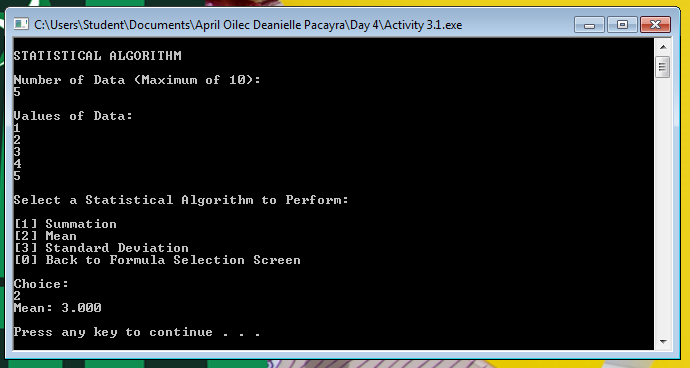 C:\Users\Student\Documents\April Oilec Deanielle Pacayra\Day 4\Activity 3.1.exe
STATISTICAL ALGORITHM
Number of Data (Maximum of 10):
5
Values of Data:
1
2
3
4
5
Select a Statistical Algorithm to Perform:
[1] Summation
[2] Mean
[3] Standard Deviation
[0] Back to Formula Selection Screen
Choice:
2
Mean: 3.000
Press any key to continue . . .